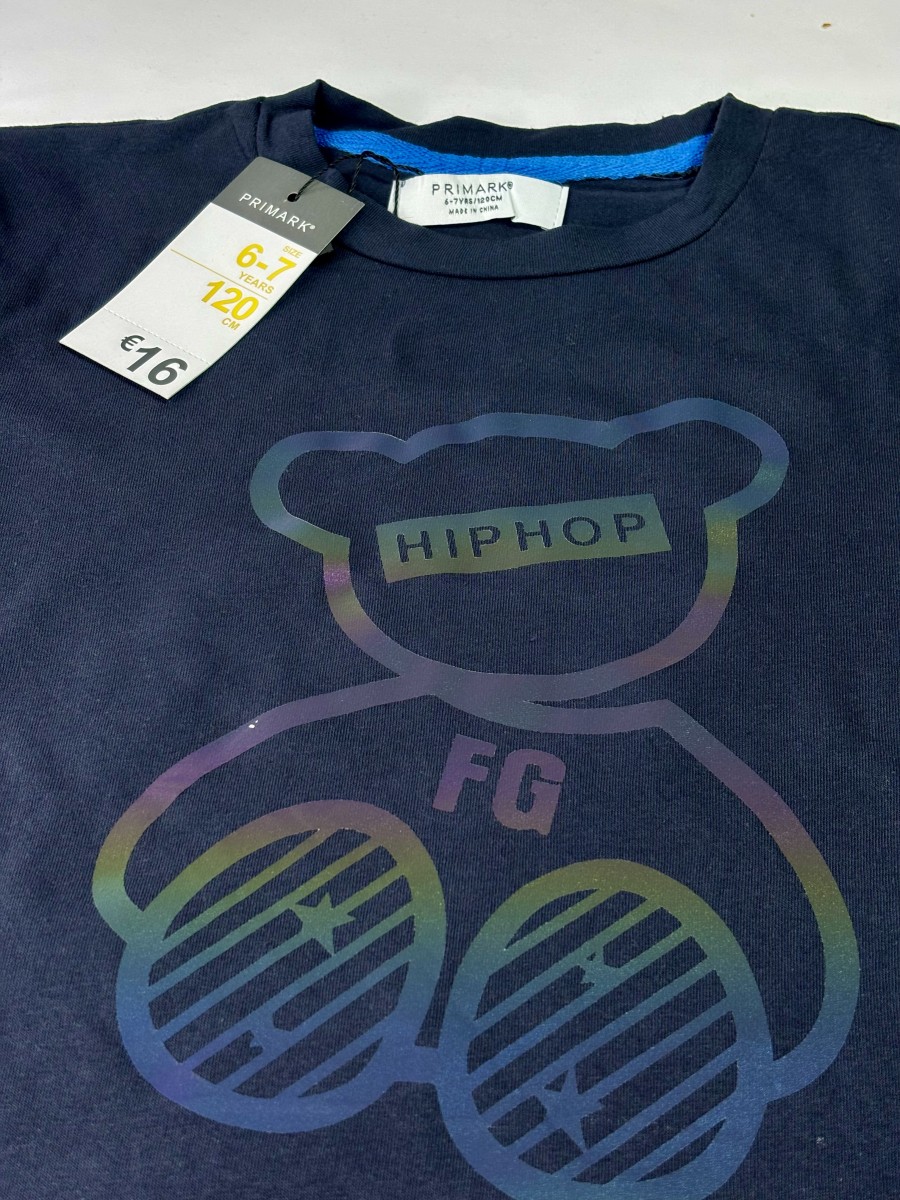 PRIMARK®
SIZE
6-7
YEARS
120
CM
€16
PRIMARK®
6-7YRS/120CM
MADE IN CHINA
HIPHOP
FG